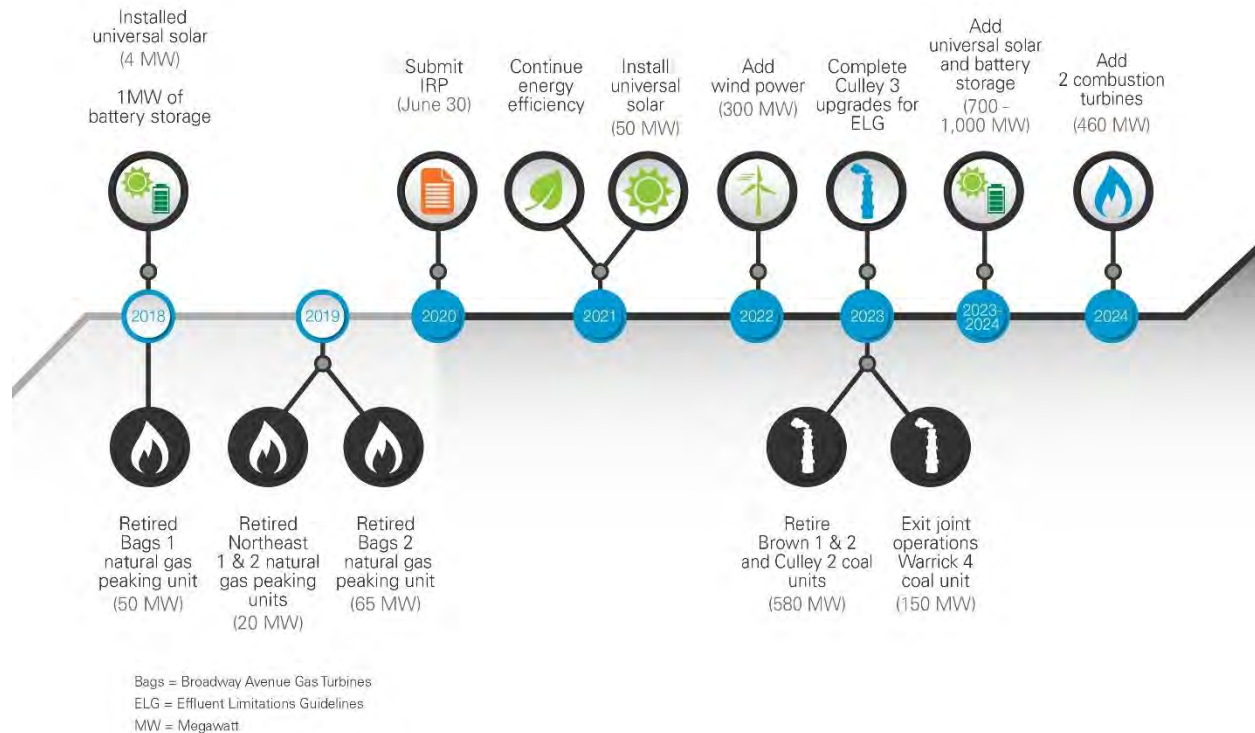 Installed
universal solar
(4 MW)
1MW of
battery storage
Submit
IRP
(June 30)
Continue
energy
efficiency
Install
universal
solar
(50 MW)
Add
wind power
(300 MW)
Complete
Culley 3
upgrades for
ELG
Add
universal solar
and battery
storage
(700 -
1,000 MW)
Add
2 combustion
turbines
(460 MW)
2018
2019
2020
2021
2022
2023
2023-
2024
2024
Retired
Bags 1
natural gas
peaking unit
(50 MW)
Retired
Northeast
1 & 2 natural
gas peaking
units
(20 MW)
Retired
Bags 2
natural gas
peaking unit
(65 MW)
Retire
Brown 1 & 2
and Culley 2 coal
units
(580 MW)
Exit joint
operations
Warrick 4
coal unit
(150 MW)
Bags = Broadway Avenue Gas Turbines
ELG = Effluent Limitations Guidelines
MW = Megawatt